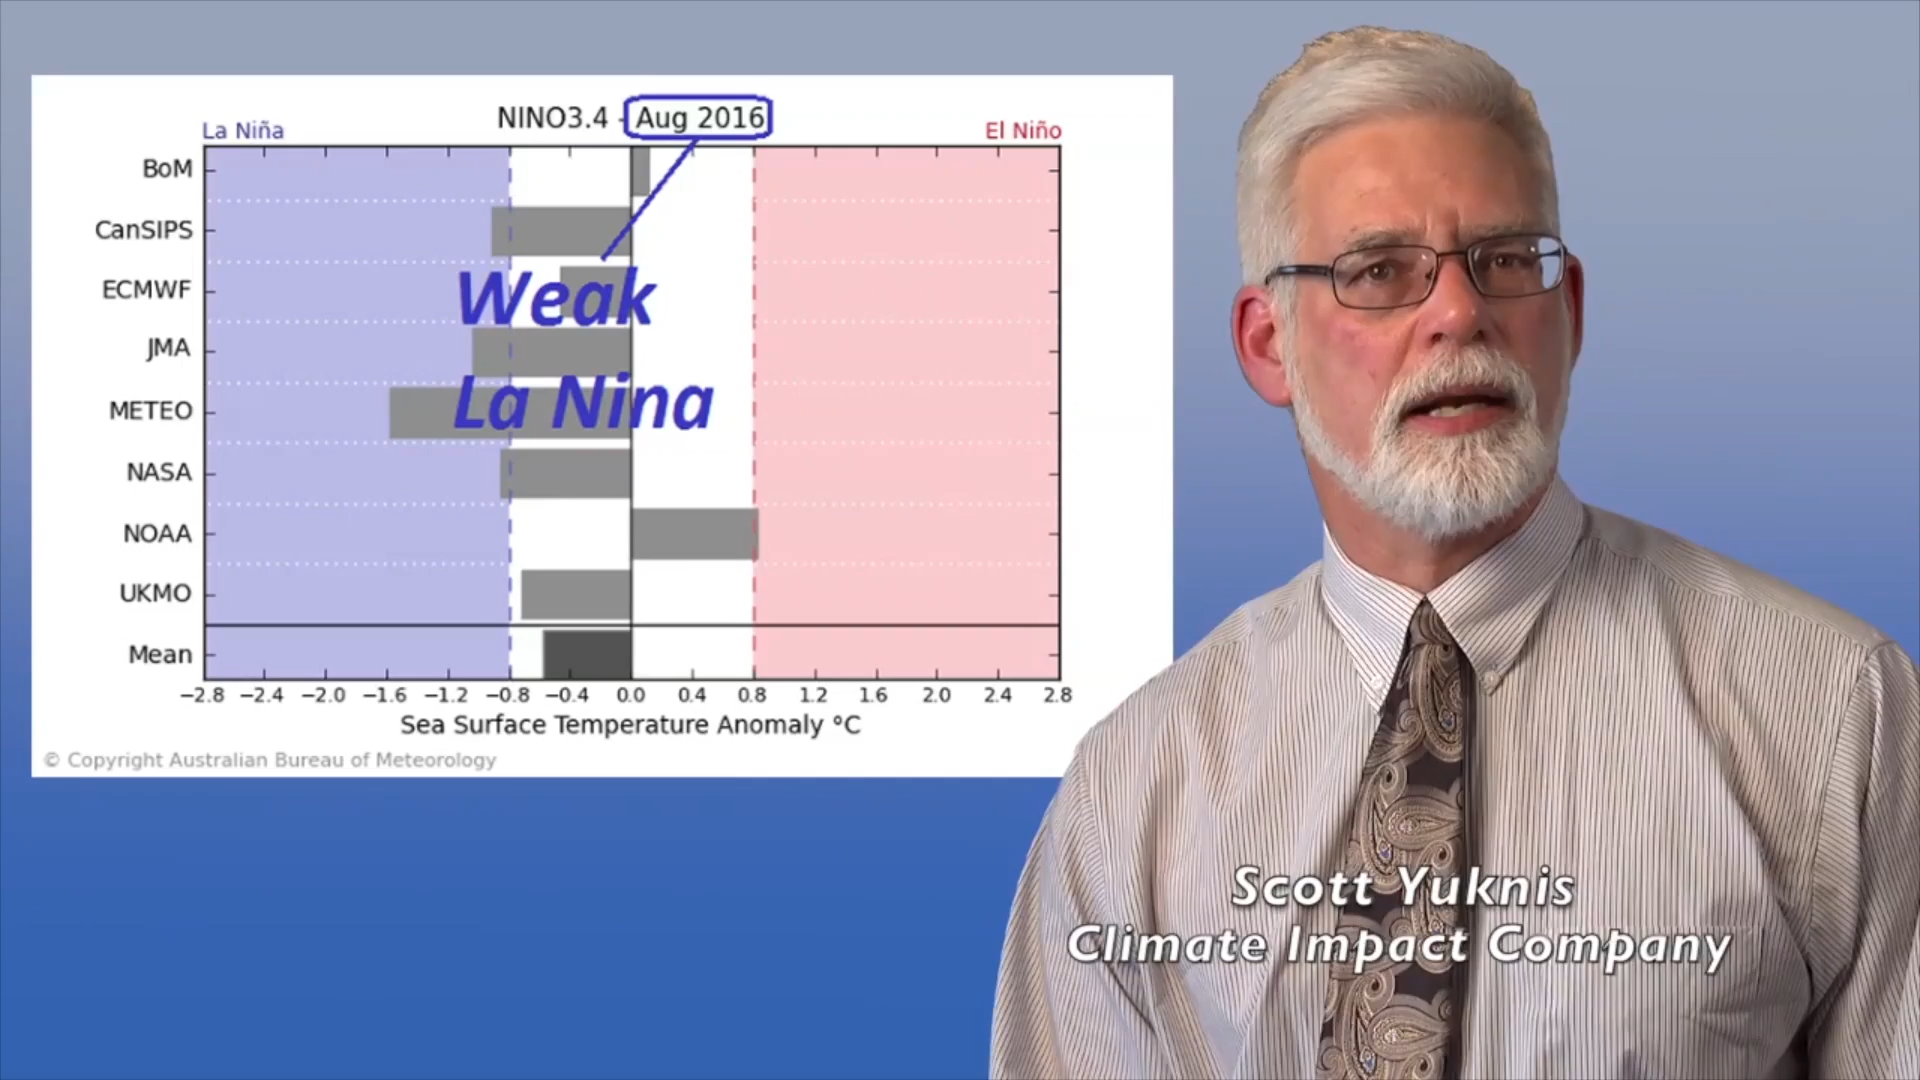 NINO3.4 - Aug 2016
La Niña
El Niño
BoM
CanSIPS
ECMWF
JMA
METEO
NASA
NOAA
UKMO
Mean
Weak
La Nina
−2.8 −2.4 −2.0 −1.6 −1.2 −0.8 −0.4 0.0 0.4 0.8 1.2 1.6 2.0 2.4 2.8
Sea Surface Temperature Anomaly °C
© Copyright Australian Bureau of Meteorology
Scott Yuknis
Climate Impact Company